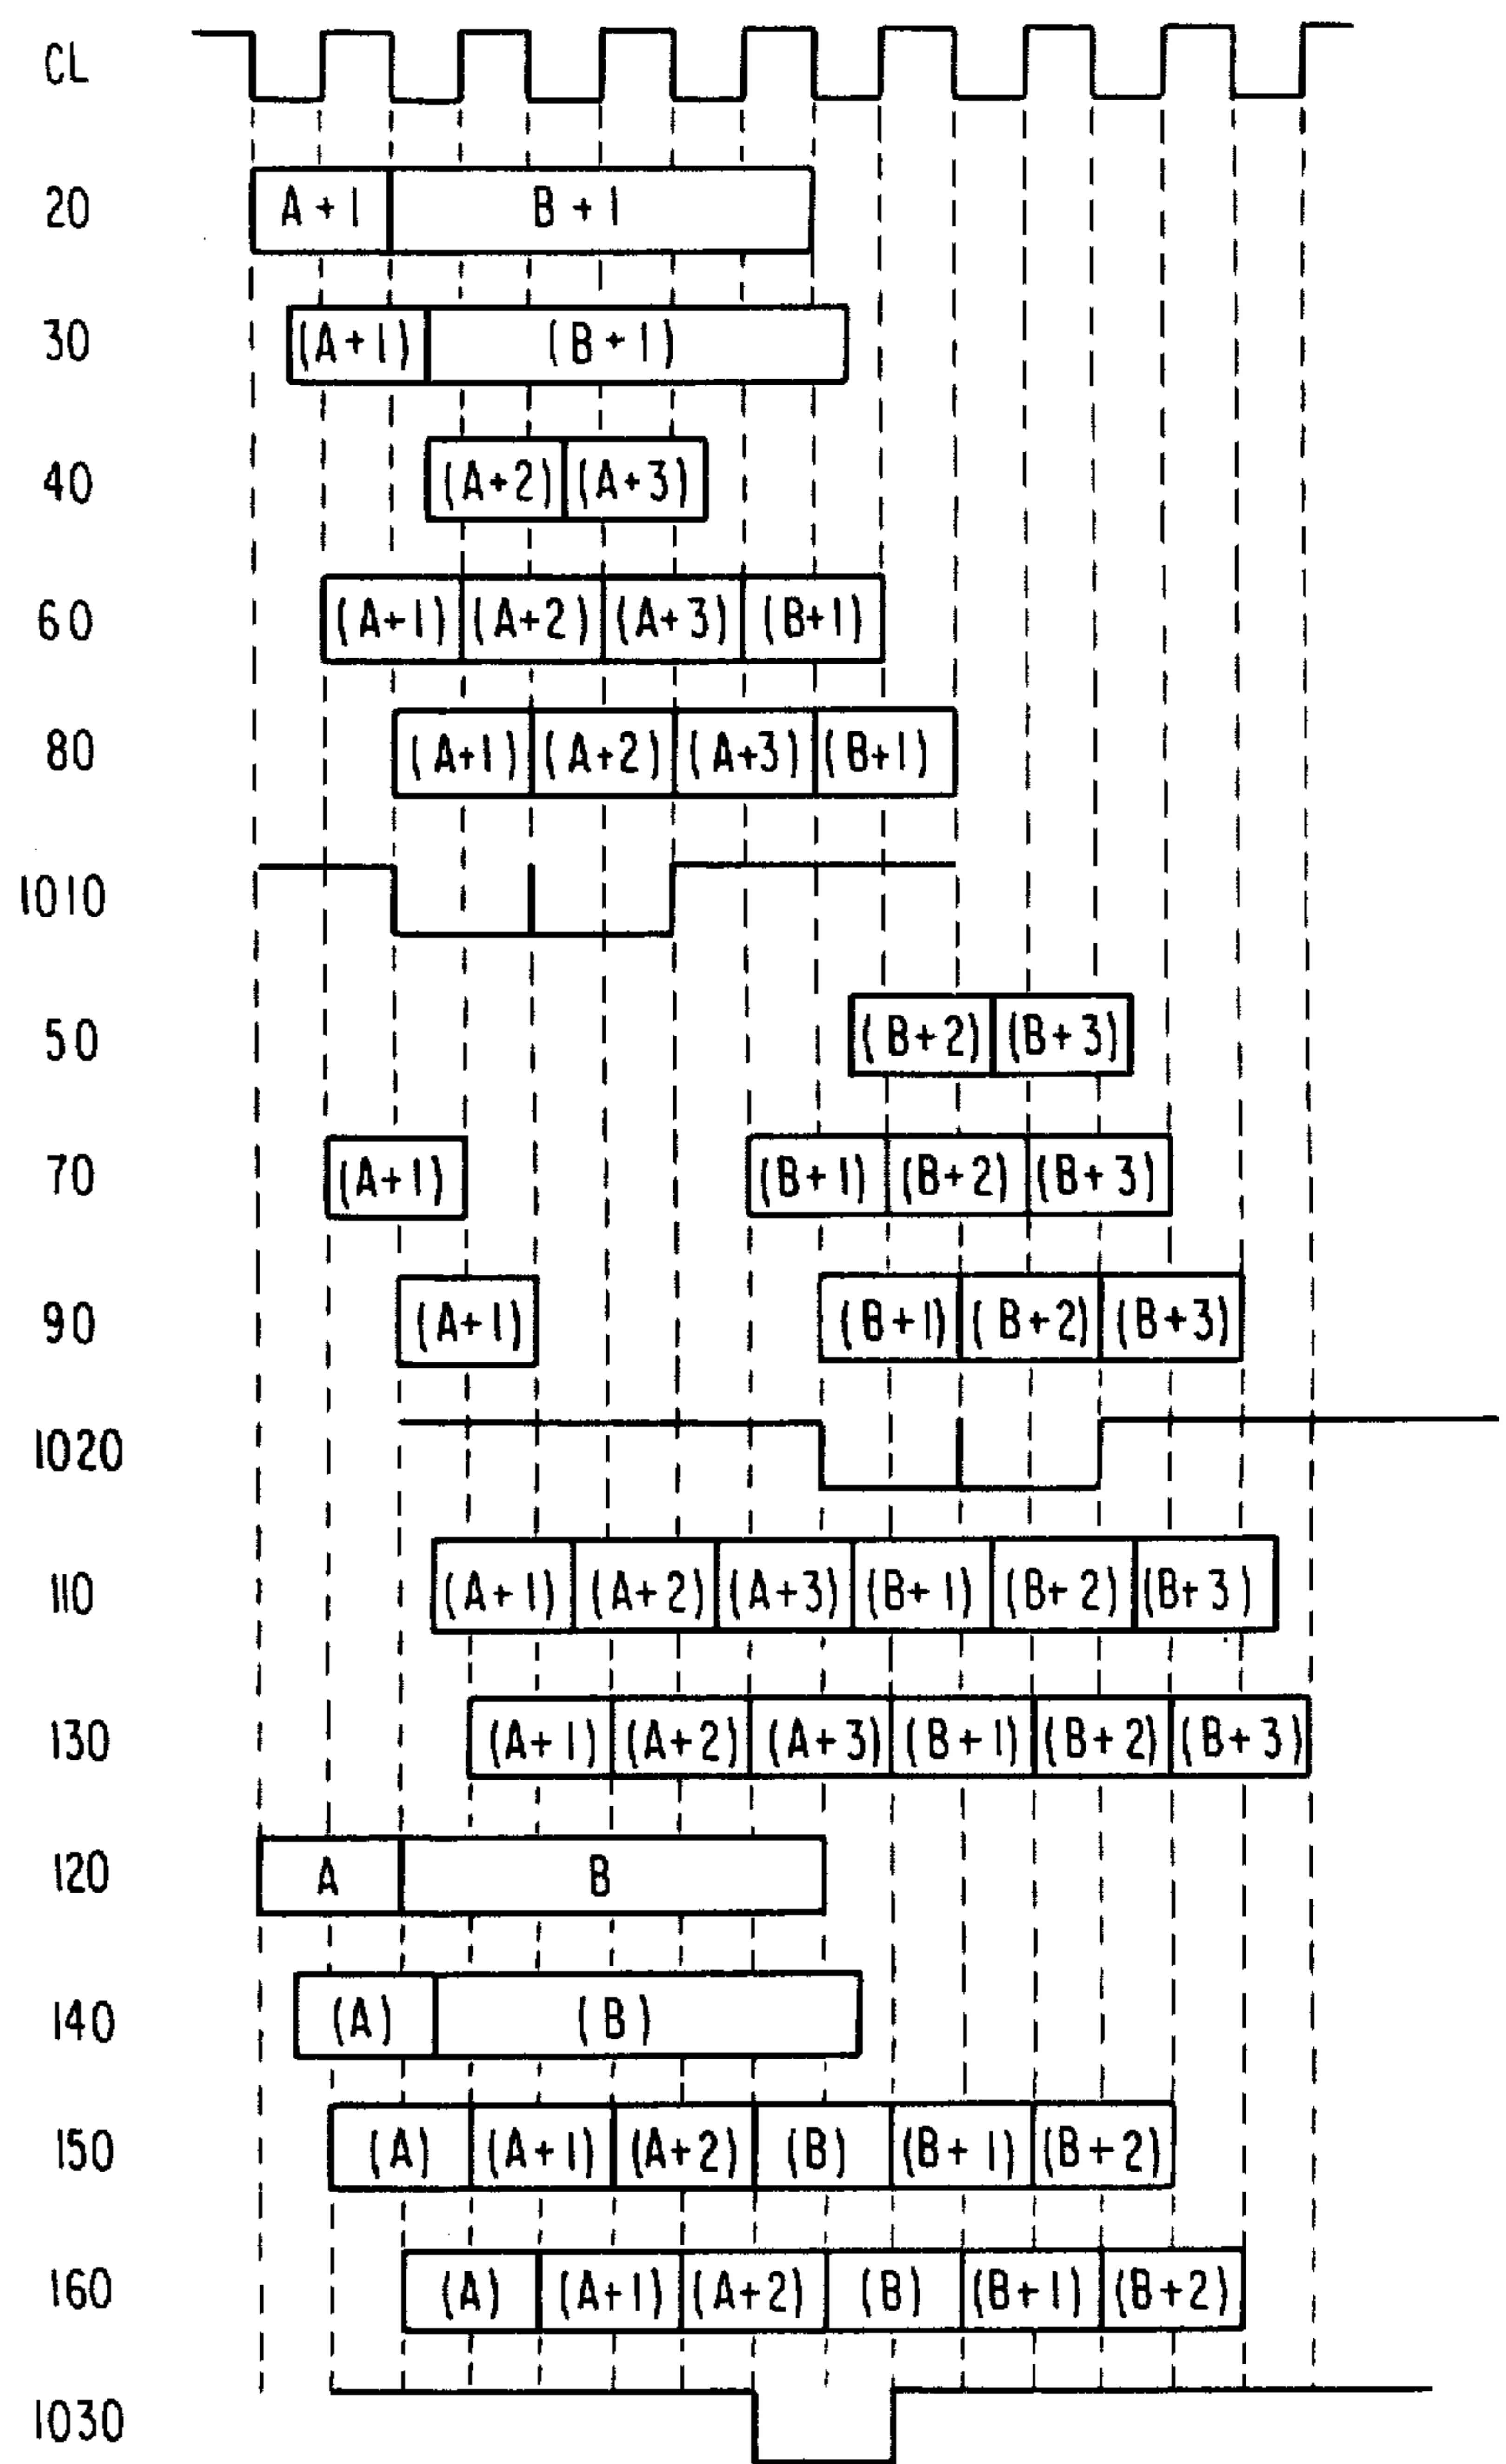 CL
20 A+1 B+1
30 (A+1) (B+1)
40 (A+2) (A+3)
60 (A+1) (A+2) (A+3) (B+1)
80 (A+1) (A+2) (A+3) (B+1)
1010
50 (B+2) (B+3)
70 (A+1) (B+1) (B+2) (B+3)
90 (A+1) (B+1) (B+2) (B+3)
1020
110 (A+1) (A+2) (A+3) (B+1) (B+2) (B+3)
130 (A+1) (A+2) (A+3) (B+1) (B+2) (B+3)
120 A B
140 (A) (B)
150 (A) (A+1) (A+2) (B) (B+1) (B+2)
160 (A) (A+1) (A+2) (B) (B+1) (B+2)
1030